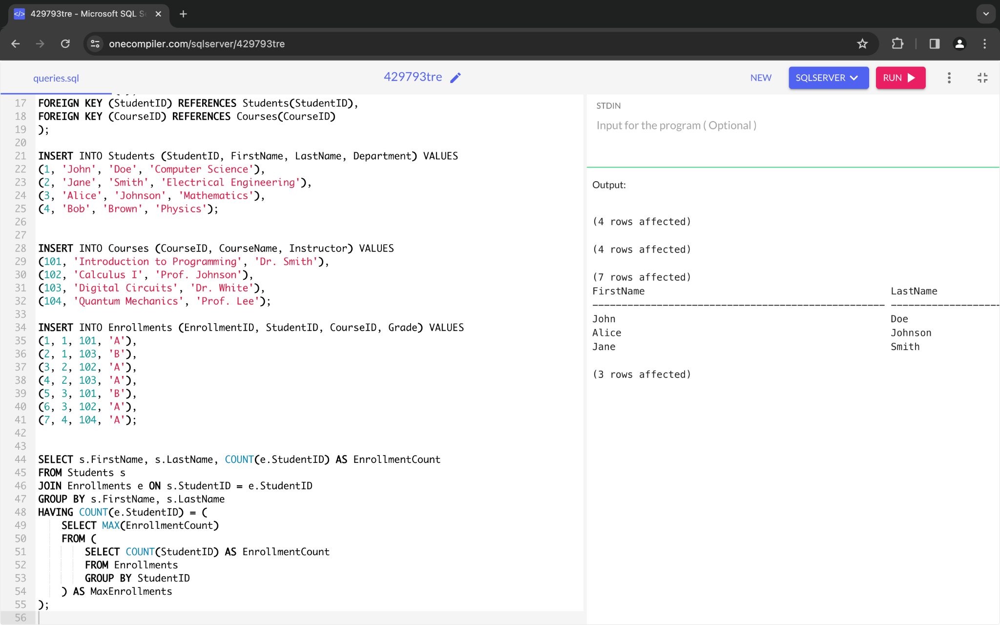 429793tre - Microsoft SQL S
onecompiler.com/sqlserver/429793tre
queries.sql
429793tre
NEW
SQLSERVER
RUN
17 FOREIGN KEY (StudentID) REFERENCES Students(StudentID),
18 FOREIGN KEY (CourseID) REFERENCES Courses(CourseID)
19 );
20
21 INSERT INTO Students (StudentID, FirstName, LastName, Department) VALUES
22 (1, 'John', 'Doe', 'Computer Science'),
23 (2, 'Jane', 'Smith', 'Electrical Engineering'),
24 (3, 'Alice', 'Johnson', 'Mathematics'),
25 (4, 'Bob', 'Brown', 'Physics');
26
27
28 INSERT INTO Courses (CourseID, CourseName, Instructor) VALUES
29 (101, 'Introduction to Programming', 'Dr. Smith'),
30 (102, 'Calculus I', 'Prof. Johnson'),
31 (103, 'Digital Circuits', 'Dr. White'),
32 (104, 'Quantum Mechanics', 'Prof. Lee');
33
34 INSERT INTO Enrollments (EnrollmentID, StudentID, CourseID, Grade) VALUES
35 (1, 1, 101, 'A'),
36 (2, 1, 103, 'B'),
37 (3, 2, 102, 'A'),
38 (4, 2, 103, 'A'),
39 (5, 3, 101, 'B'),
40 (6, 3, 102, 'A'),
41 (7, 4, 104, 'A');
42
43
44 SELECT s.FirstName, s.LastName, COUNT(e.StudentID) AS EnrollmentCount
45 FROM Students s
46 JOIN Enrollments e ON s.StudentID = e.StudentID
47 GROUP BY s.FirstName, s.LastName
48 HAVING COUNT(e.StudentID) = (
49 SELECT MAX(EnrollmentCount)
50 FROM (
51 SELECT COUNT(StudentID) AS EnrollmentCount
52 FROM Enrollments
53 GROUP BY StudentID
54 ) AS MaxEnrollments
55 );
56
STDIN
Input for the program ( Optional )
Output:
(4 rows affected)
(4 rows affected)
(7 rows affected)
FirstName LastName
-------------------------------------------------- -------------------
John Doe
Alice Johnson
Jane Smith
(3 rows affected)